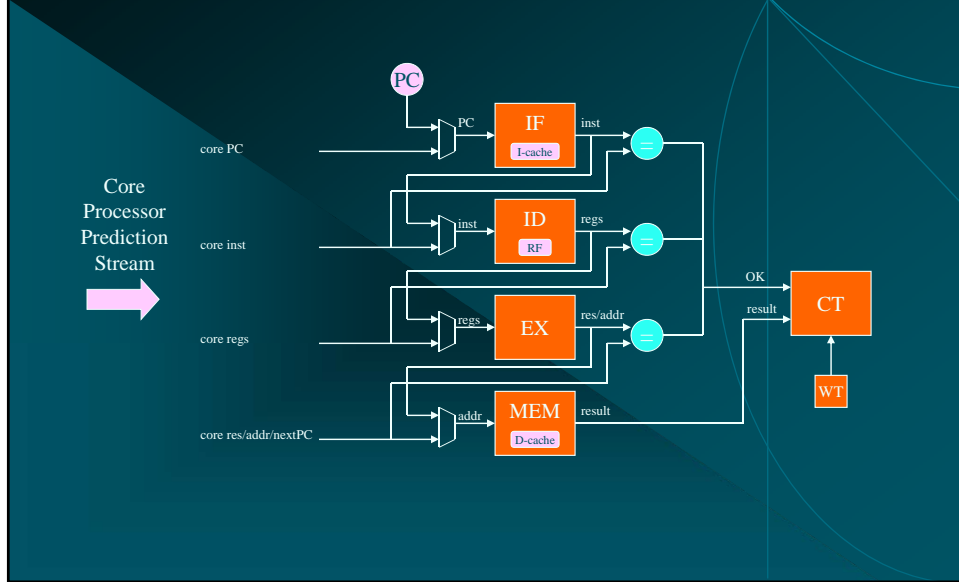 PC
PC
IF
inst
=
I-cache
core PC
Core
Processor
Prediction
Stream
inst
ID
regs
=
RF
core inst
OK
CT
result
regs
EX
res/addr
=
core regs
WT
addr
MEM
result
D-cache
core res/addr/nextPC